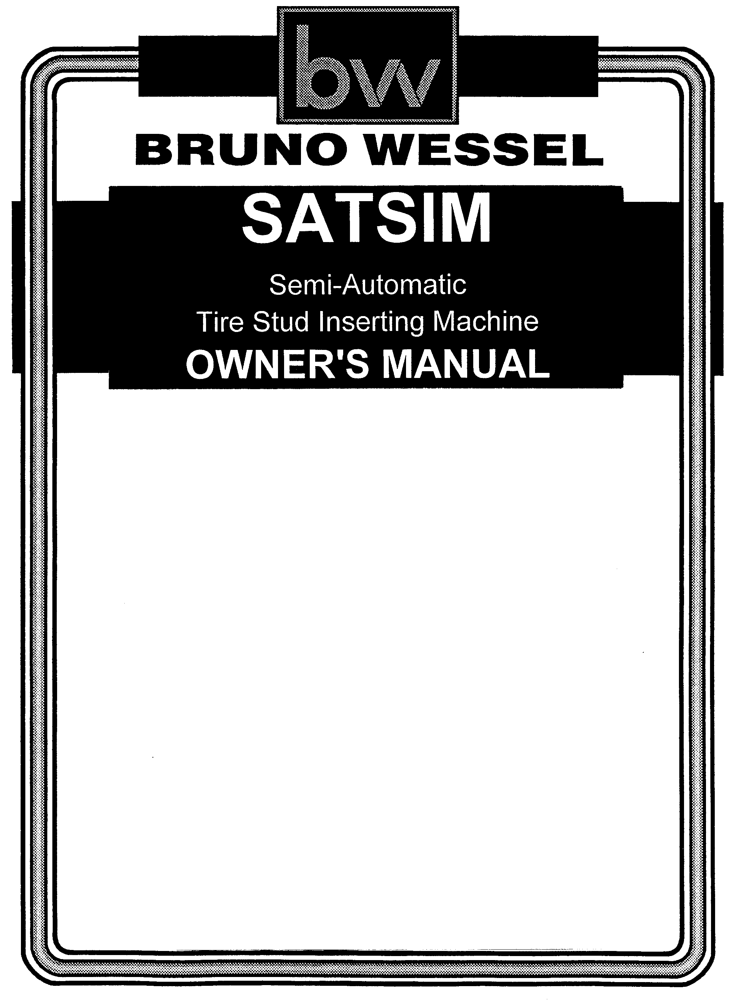 bw
BRUNO WESSEL
SATSIM
Semi-Automatic
Tire Stud Inserting Machine
OWNER'S MANUAL